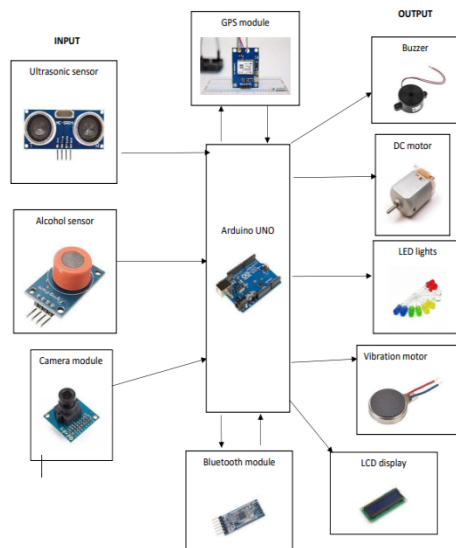 GPS module
OUTPUT
INPUT
Buzzer
Ultrasonic sensor
DC motor
Alcohol sensor
Arduino UNO
LED lights
Camera module
Vibration motor
Bluetooth module
LCD display